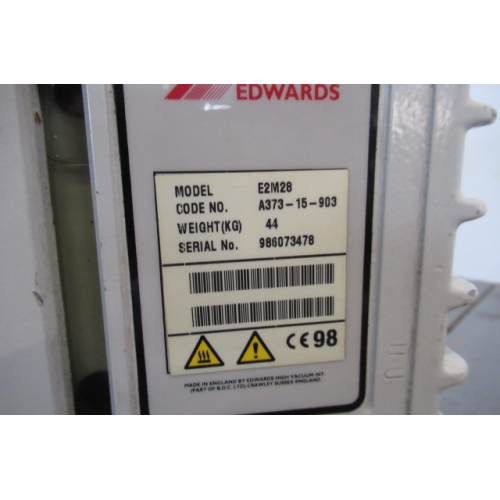 EDWARDS
MODEL E2M28
CODE NO. A373-15-903
WEIGHT(KG) 44
SERIAL No. 986073478
CE 98
MADE IN ENGLAND BY EDWARDS HIGH VACUUM INT.
(PART OF B.O.C. LTD) CRAWLEY SUSSEX ENGLAND.